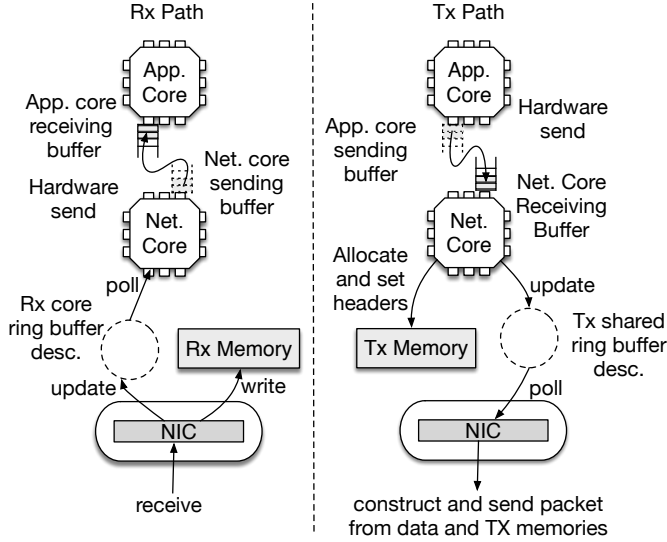 Rx Path
App.
Core
App. core
receiving
buffer
Net. core
sending
buffer
Hardware
send
Net.
Core
poll
Rx core
ring buffer
desc.
Rx Memory
update
write
NIC
receive
Tx Path
App.
Core
Hardware
send
App. core
sending
buffer
Net. Core
Receiving
Buffer
Net.
Core
Allocate
and set
headers
update
Tx shared
ring buffer
desc.
Tx Memory
poll
NIC
construct and send packet
from data and TX memories